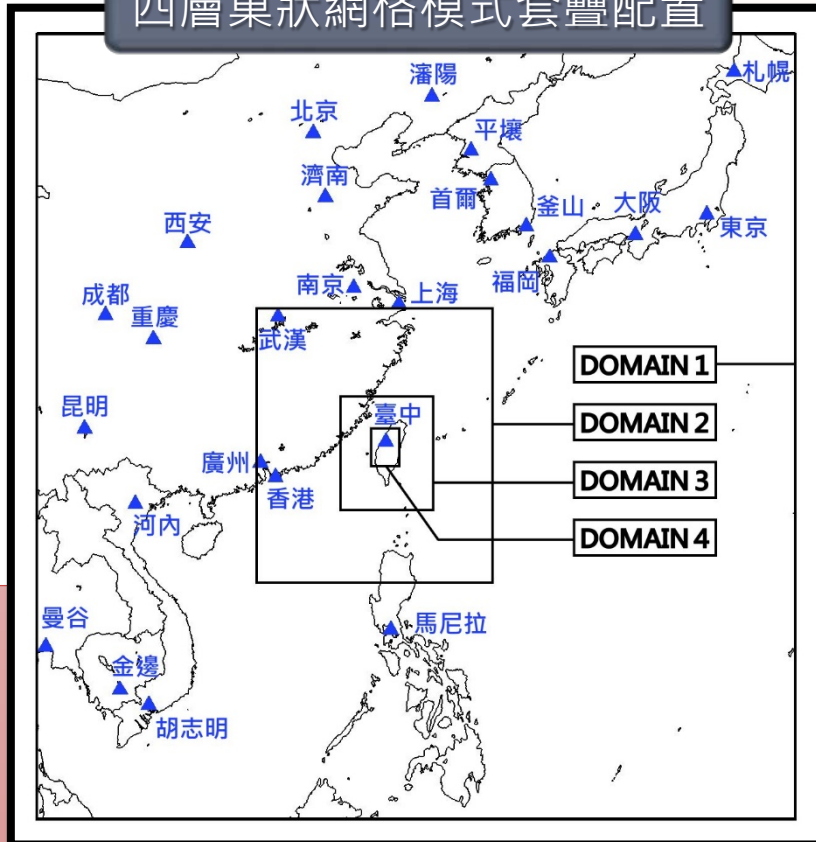 四層巢狀網格模式套疊配置
瀋陽
札幌
北京
平壤
濟南
首爾
釜山
大阪
東京
西安
福岡
南京
上海
成都
重慶
武漢
DOMAIN 1
昆明
臺中
DOMAIN 2
廣州
香港
DOMAIN 3
河內
DOMAIN 4
曼谷
馬尼拉
金邊
胡志明